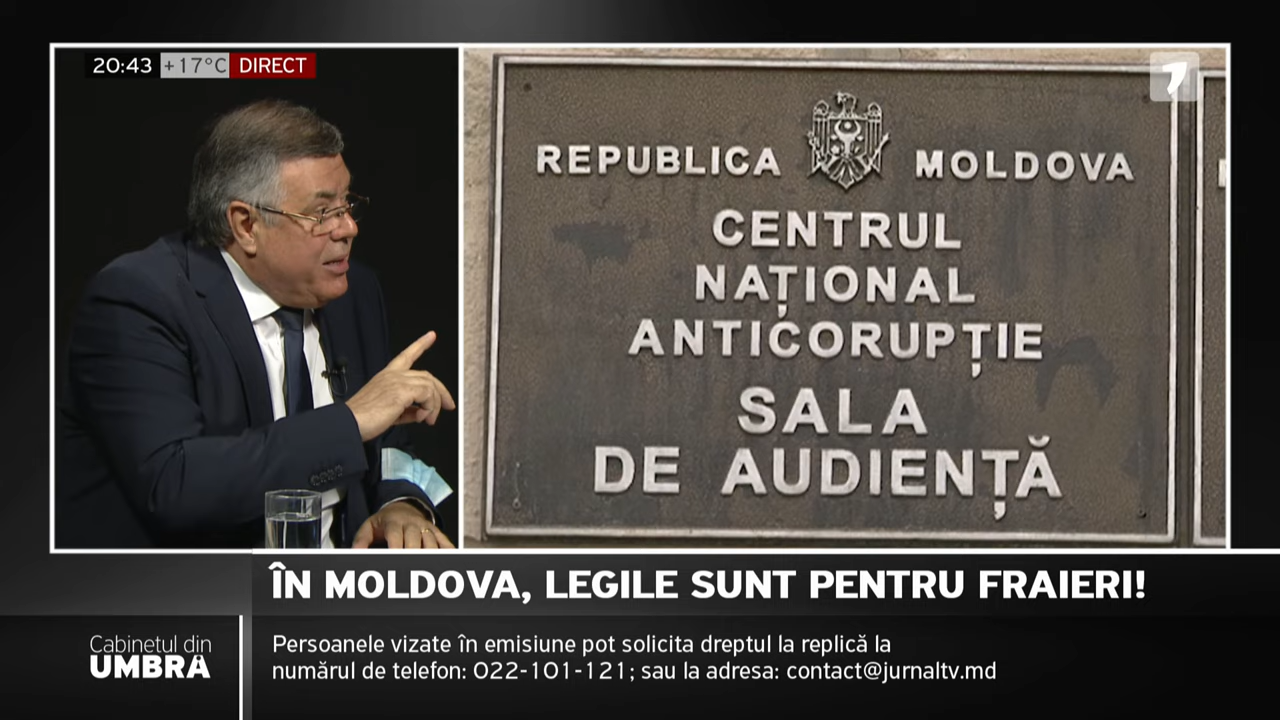 20:43 +17°C DIRECT
REPUBLICA MOLDOVA
CENTRUL
NAȚIONAL
ANTICORUPȚIE
SALA
DE AUDIENȚĂ
ÎN MOLDOVA, LEGILE SUNT PENTRU FRAIERI!
Cabinetul din
UMBRĂ
Persoanele vizate în emisiune pot solicita dreptul la replică la
numărul de telefon: 022-101-121; sau la adresa: contact@jurnaltv.md